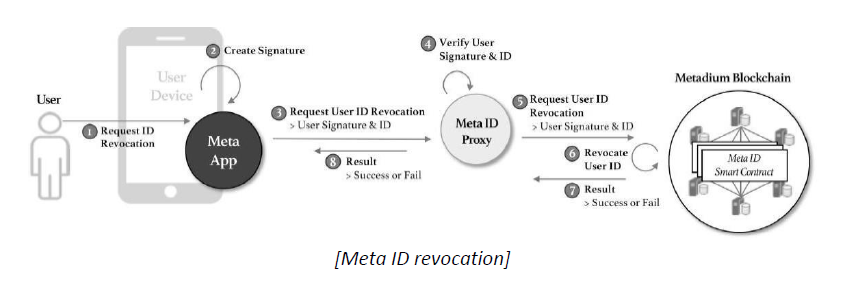 User
User
Device
1 Request ID
Revocation
2 Create Signature
Meta
App
3 Request User ID Revocation
> User Signature & ID
8 Result
> Success or Fail
4 Verify User
Signature & ID
Meta ID
Proxy
5 Request User ID
Revocation
> User Signature & ID
6 Revocate
User ID
7 Result
> Success or Fail
Metadium Blockchain
Meta ID
Smart Contract
[Meta ID revocation]